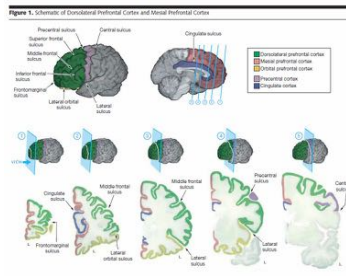 Figure 1. Schematic of Dorsolateral Prefrontal Cortex and Mesial Prefrontal Cortex
Precentral sulcus
Central sulcus
Superior frontal
sulcus
Middle frontal
sulcus
Inferior frontal
sulcus
Frontomarginal
sulcus
Lateral orbital
sulcus
Lateral
sulcus
Cingulate sulcus
1 2 3 4 5
Dorsolateral prefrontal cortex
Mesial prefrontal cortex
Orbital prefrontal cortex
Precentral cortex
Cingulate cortex
1
2
3
4
5
Cingulate
sulcus
Frontomarginal
sulcus
L
Middle frontal
sulcus
Lateral
orbital sulcus
L
Middle frontal
sulcus
Lateral
sulcus
L
Precentral
sulcus
Lateral
sulcus
L
Cent
sulc
L